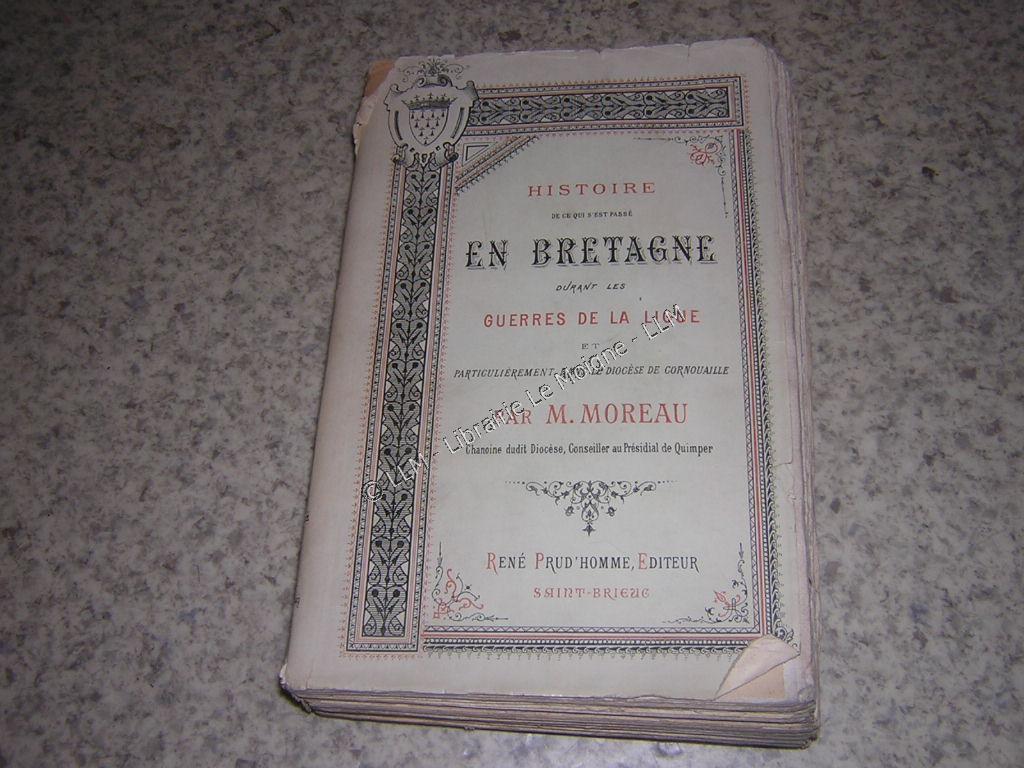 HISTOIRE
DE CE QUI S'EST PASSÉ
EN BRETAGNE
DURANT LES
GUERRES DE LA LIGUE
ET
PARTICULIÈREMENT DIOCÈSE DE CORNOUAILLE
PAR M. MOREAU
Chanoine dudit Diocèse, Conseiller au Présidial de Quimper
RENÉ PRUD'HOMME, EDITEUR
SAINT-BRIEUC
© LLM - Librairie Le Moigne - LLM